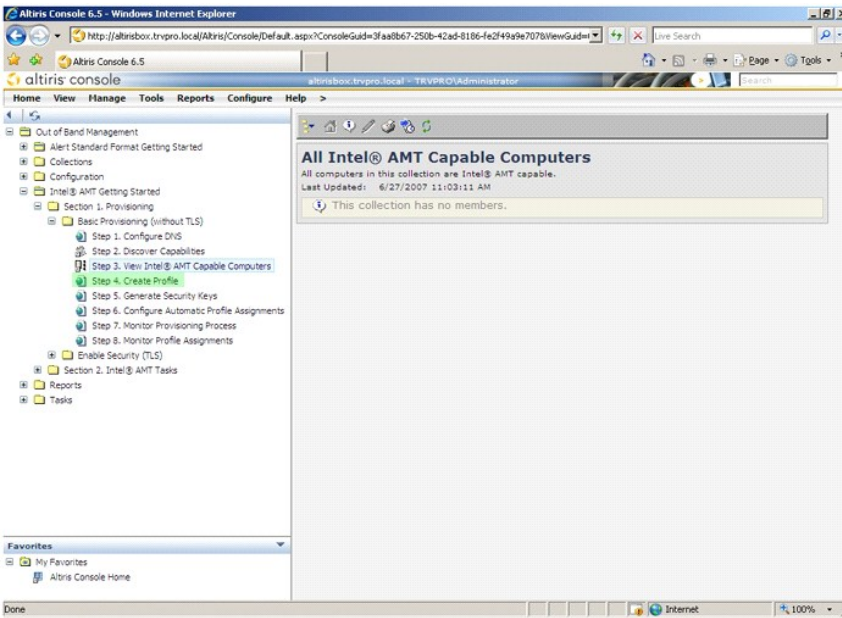 Altiris Console 6.5 - Windows Internet Explorer
http://altirisbox.trvpro.local/Altiris/Console/Default.aspx?ConsoleGuid=3faa8b67-250b-42ad-8186-fe2f49a9e707&ViewGuid=
Live Search
Altiris Console 6.5
Page
Tools
altiris console
altirisbox.trvpro.local - TRVPRO\Administrator
Search
Home View Manage Tools Reports Configure Help >
Out of Band Management
Alert Standard Format Getting Started
Collections
Configuration
Intel® AMT Getting Started
Section 1. Provisioning
Basic Provisioning (without TLS)
Step 1. Configure DNS
Step 2. Discover Capabilities
Step 3. View Intel® AMT Capable Computers
Step 4. Create Profile
Step 5. Generate Security Keys
Step 6. Configure Automatic Profile Assignments
Step 7. Monitor Provisioning Process
Step 8. Monitor Profile Assignments
Enable Security (TLS)
Section 2. Intel® AMT Tasks
Reports
Tasks
All Intel® AMT Capable Computers
All computers in this collection are Intel® AMT capable.
Last Updated: 6/27/2007 11:03:11 AM
This collection has no members.
Favorites
My Favorites
Altiris Console Home
Done
Internet
100%